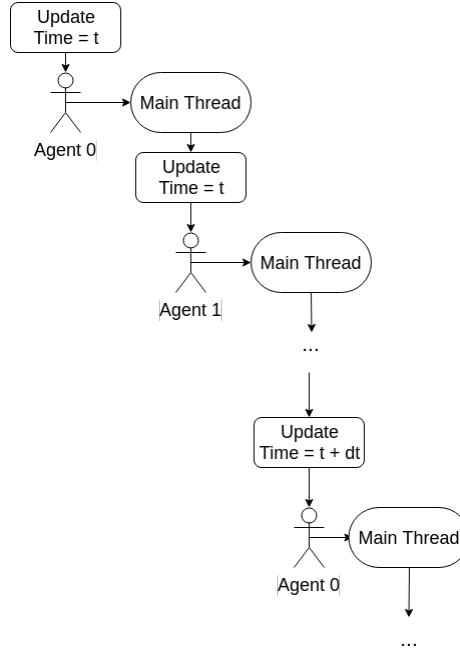 Update
Time = t
Agent 0
Main Thread
Update
Time = t
Agent 1
Main Thread
...
Update
Time = t + dt
Agent 0
Main Thread
...